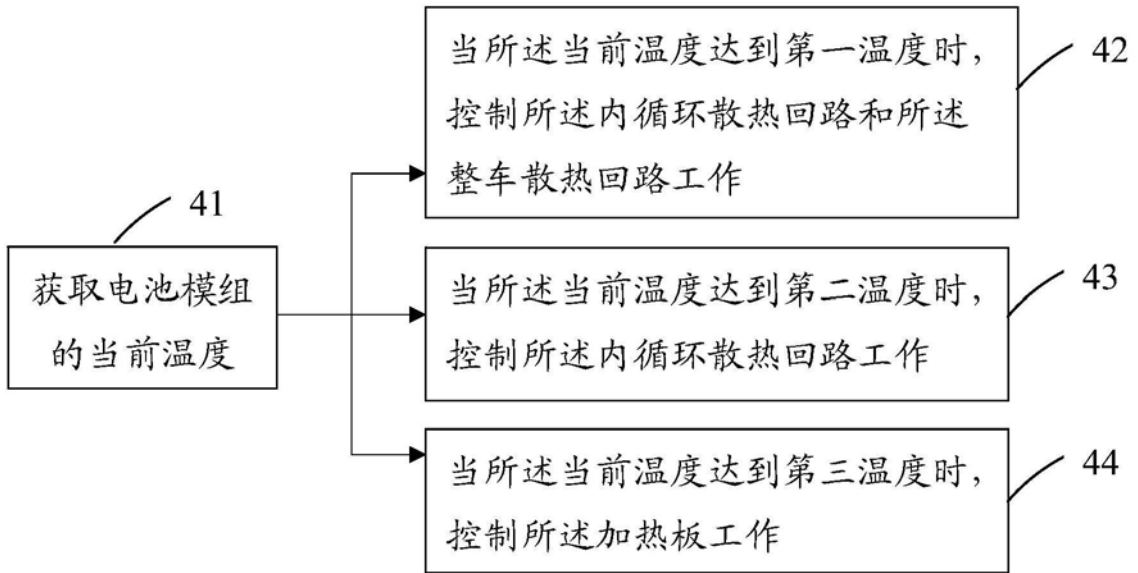 当所述当前温度达到第一温度时，
控制所述内循环散热回路和所述
整车散热回路工作
42
41
获取电池模组
的当前温度
当所述当前温度达到第二温度时，
控制所述内循环散热回路工作
43
当所述当前温度达到第三温度时，
控制所述加热板工作
44